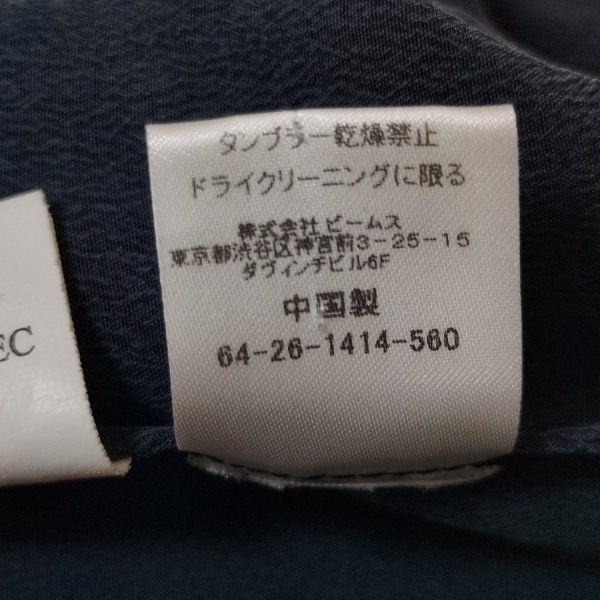 タンブラー乾燥禁止
ドライクリーニングに限る
株式会社ビームス
東京都渋谷区神宮前3-25-15
ダヴィンチビル6F
中国製
64-26-1414-560
EC